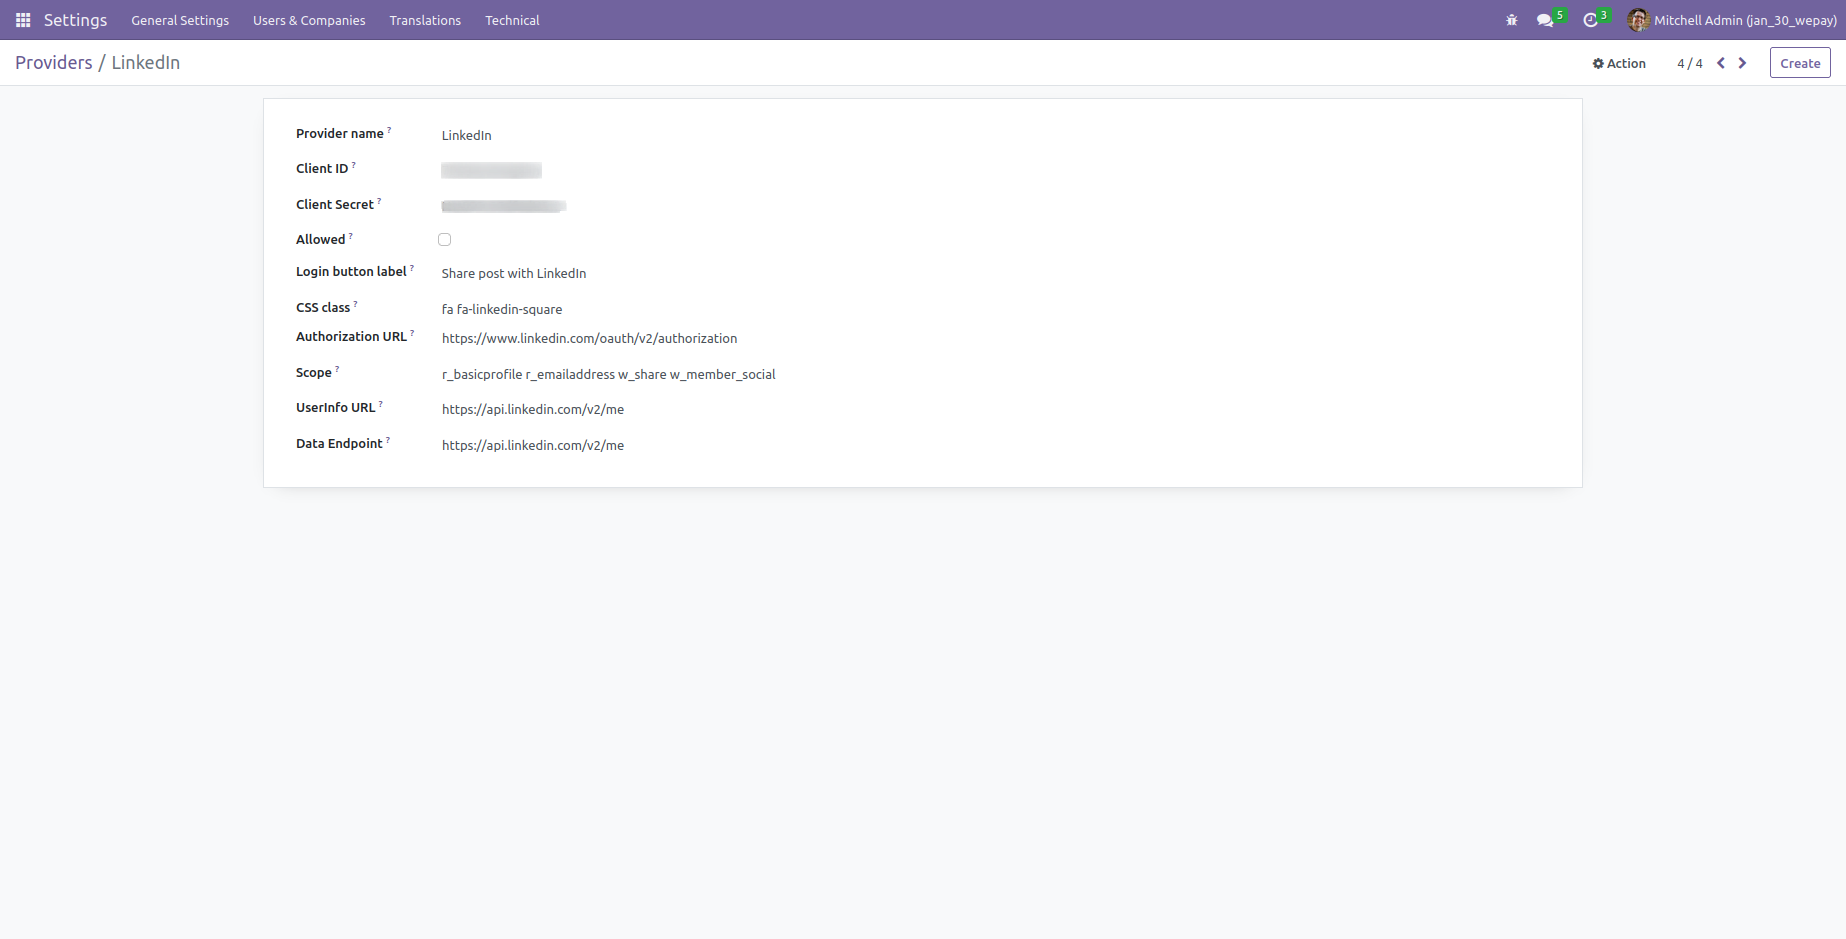 Settings General Settings Users & Companies Translations Technical 5 3 Mitchell Admin (jan_30_wepay)
Providers / LinkedIn Action 4 / 4 Create
Provider name ? LinkedIn
Client ID ?
Client Secret ?
Allowed ?
Login button label ? Share post with LinkedIn
CSS class ? fa fa-linkedin-square
Authorization URL ? https://www.linkedin.com/oauth/v2/authorization
Scope ? r_basicprofile r_emailaddress w_share w_member_social
UserInfo URL ? https://api.linkedin.com/v2/me
Data Endpoint ? https://api.linkedin.com/v2/me